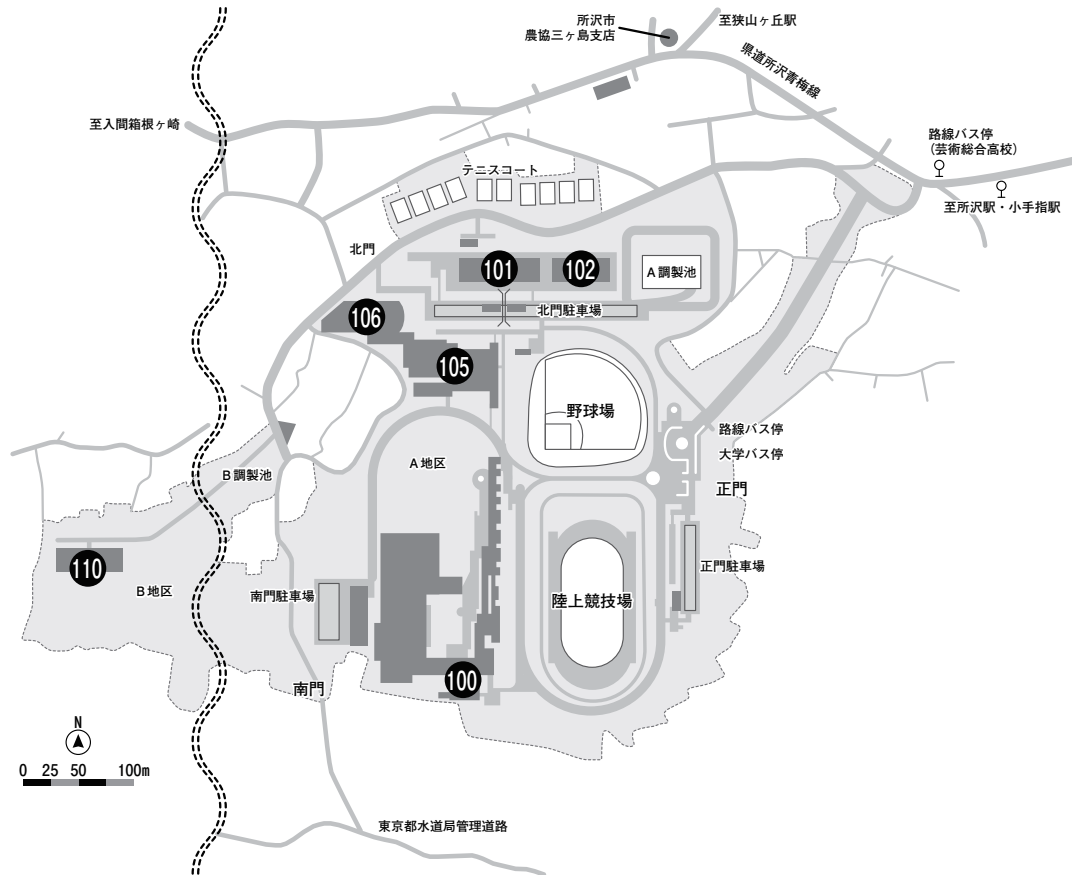 所沢市
農協三ヶ島支店
至狭山ヶ丘駅
県道所沢青梅線
至入間箱根ヶ崎
路線バス停
(芸術総合高校)
テニスコート
至所沢駅・小手指駅
北門
101
102
A調製池
106
北門駐車場
105
野球場
路線バス停
大学バス停
A地区
B調製池
正門
110
B地区
南門駐車場
正門駐車場
陸上競技場
100
南門
N
0 25 50 100m
東京都水道局管理道路